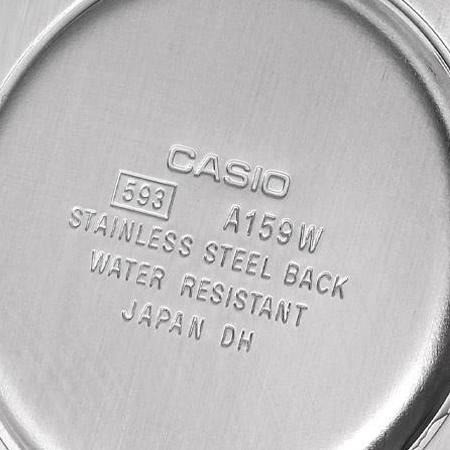 CASIO
593 A159W
STAINLESS STEEL BACK
WATER RESISTANT
JAPAN DH